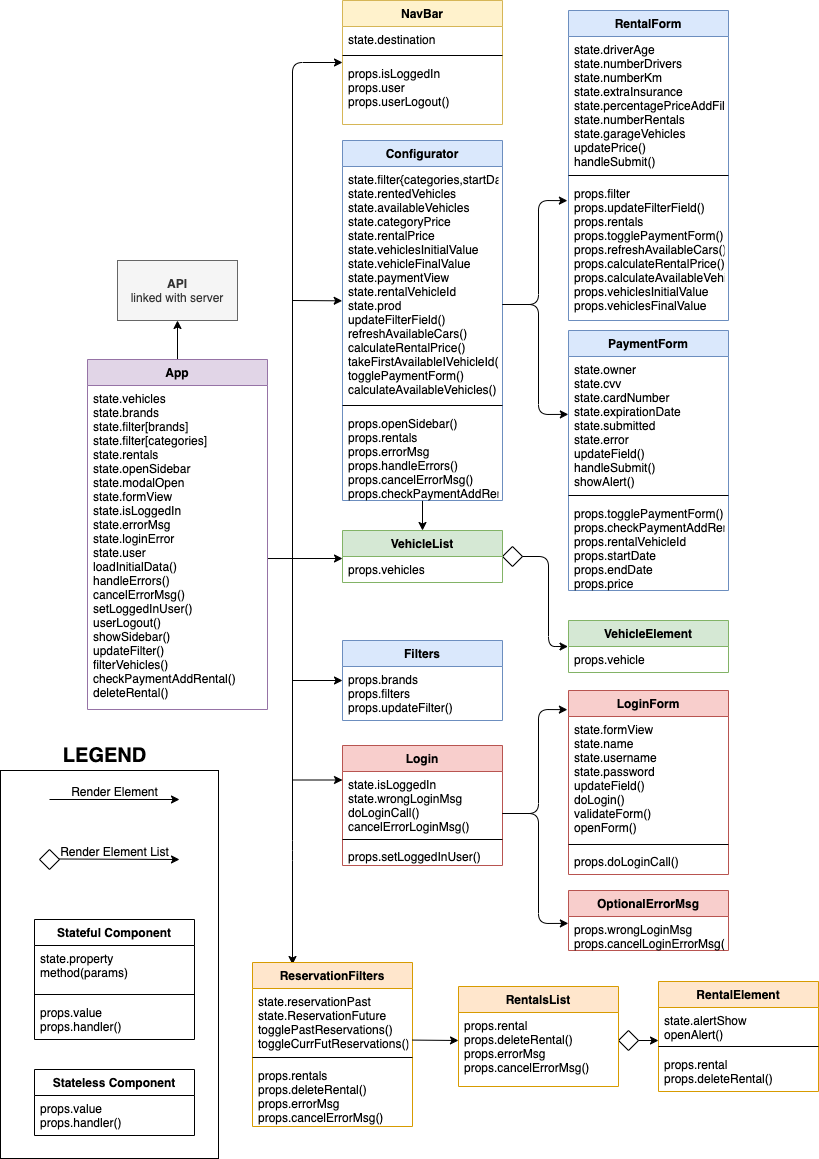 NavBar
state.destination
props.isLoggedIn
props.user
props.userLogout()
RentalForm
state.driverAge
state.numberDrivers
state.numberKm
state.extraInsurance
state.percentagePriceAddFil
state.numberRentals
state.garageVehicles
updatePrice()
handleSubmit()
props.filter
props.updateFilterField()
props.rentals
props.togglePaymentForm()
props.refreshAvailableCars()
props.calculateRentalPrice()
props.calculateAvailableVehi
props.vehiclesInitialValue
props.vehiclesFinalValue
Configurator
state.filter{categories,startDa
state.rentedVehicles
state.availableVehicles
state.categoryPrice
state.rentalPrice
state.vehiclesInitialValue
state.vehicleFinalValue
state.paymentView
state.rentalVehicleId
state.prod
updateFilterField()
refreshAvailableCars()
calculateRentalPrice()
takeFirstAvailablelVehicleId(
togglePaymentForm()
calculateAvailableVehicles()
props.openSidebar()
props.rentals
props.errorMsg
props.handleErrors()
props.cancelErrorMsg()
props.checkPaymentAddRen
API
linked with server
App
state.vehicles
state.brands
state.filter[brands]
state.filter[categories]
state.rentals
state.openSidebar
state.modalOpen
state.formView
state.isLoggedIn
state.errorMsg
state.loginError
state.user
loadInitialData()
handleErrors()
cancelErrorMsg()
setLoggedInUser()
userLogout()
showSidebar()
updateFilter()
filterVehicles()
checkPaymentAddRental()
deleteRental()
PaymentForm
state.owner
state.cvv
state.cardNumber
state.expirationDate
state.submitted
state.error
updateField()
handleSubmit()
showAlert()
props.togglePaymentForm()
props.checkPaymentAddRen
props.rentalVehicleId
props.startDate
props.endDate
props.price
VehicleList
props.vehicles
VehicleElement
props.vehicle
Filters
props.brands
props.filters
props.updateFilter()
Login
state.isLoggedIn
state.wrongLoginMsg
doLoginCall()
cancelErrorLoginMsg()
props.setLoggedInUser()
LoginForm
state.formView
state.name
state.username
state.password
updateField()
doLogin()
validateForm()
openForm()
props.doLoginCall()
OptionalErrorMsg
props.wrongLoginMsg
props.cancelLoginErrorMsg(
LEGEND
Render Element
Render Element List
Stateful Component
state.property
method(params)
props.value
props.handler()
Stateless Component
props.value
props.handler()
ReservationFilters
state.reservationPast
state.ReservationFuture
togglePastReservations()
toggleCurrFutReservations()
props.rentals
props.deleteRental()
props.errorMsg
props.cancelErrorMsg()
RentalsList
props.rental
props.deleteRental()
props.errorMsg
props.cancelErrorMsg()
RentalElement
state.alertShow
openAlert()
props.rental
props.deleteRental()